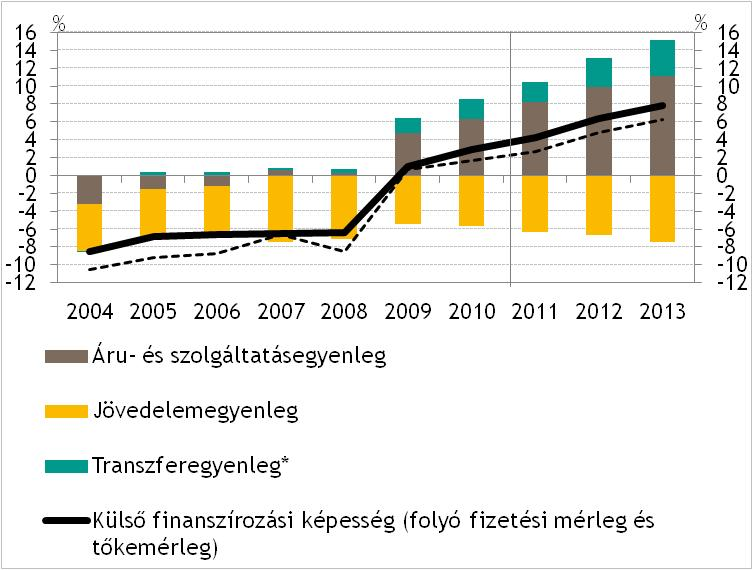 % %
16 16
14 14
12 12
10 10
8 8
6 6
4 4
2 2
0 0
-2 -2
-4 -4
-6 -6
-8 -8
-10 -10
-12 -12
2004 2005 2006 2007 2008 2009 2010 2011 2012 2013
Áru- és szolgáltatásegyenleg
Jövedelemegyenleg
Transzferegyenleg*
Külső finanszírozási képesség (folyó fizetési mérleg és
tőkemérleg)